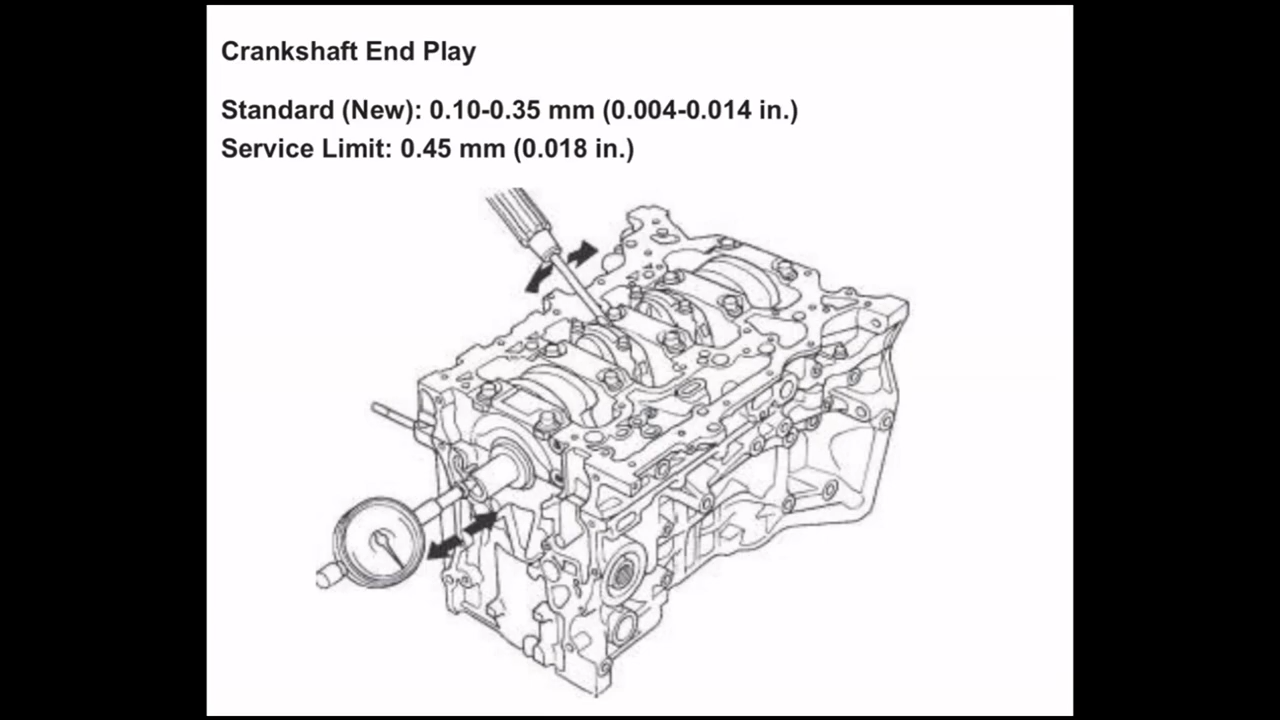 Crankshaft End Play
Standard (New): 0.10-0.35 mm (0.004-0.014 in.)
Service Limit: 0.45 mm (0.018 in.)